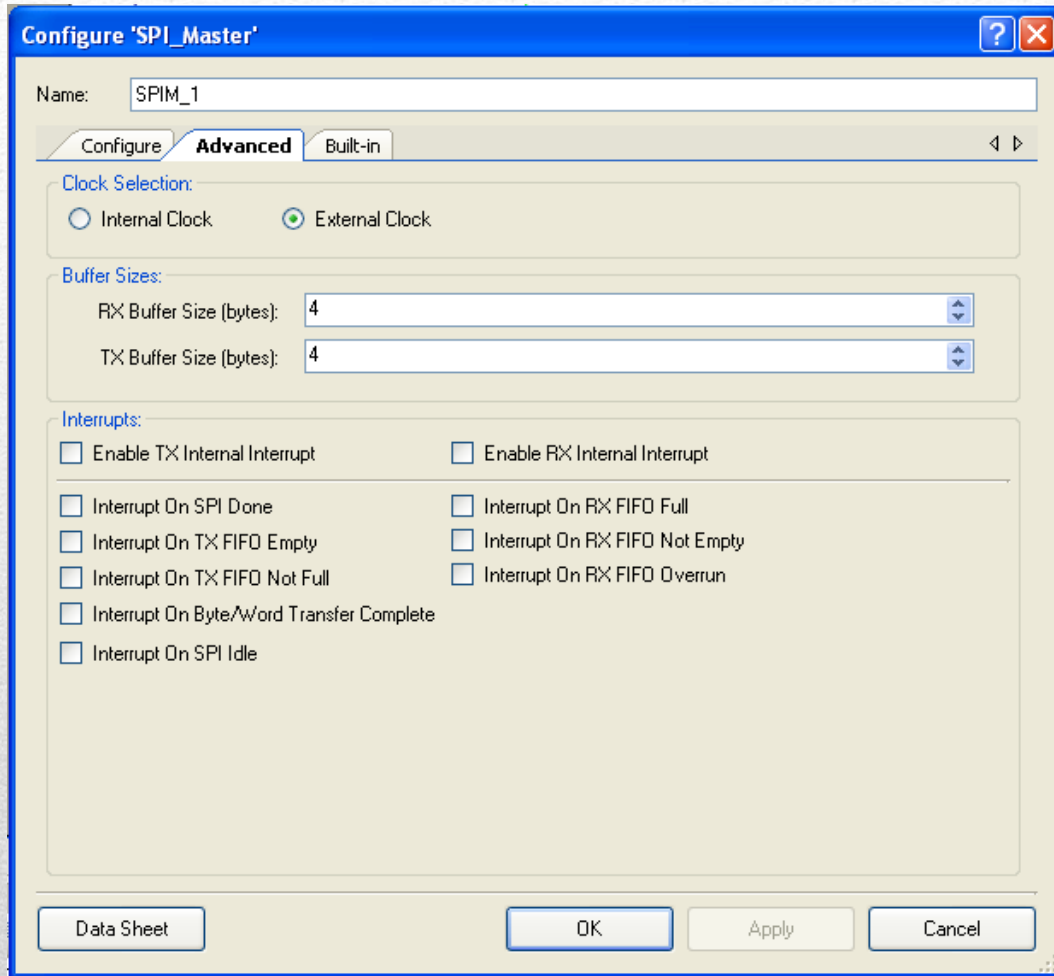 Configure 'SPI_Master'
Name: SPIM_1
Configure Advanced Built-in
Clock Selection:
Internal Clock External Clock
Buffer Sizes:
RX Buffer Size (bytes): 4
TX Buffer Size (bytes): 4
Interrupts:
Enable TX Internal Interrupt Enable RX Internal Interrupt
Interrupt On SPI Done Interrupt On RX FIFO Full
Interrupt On TX FIFO Empty Interrupt On RX FIFO Not Empty
Interrupt On TX FIFO Not Full Interrupt On RX FIFO Overrun
Interrupt On Byte/Word Transfer Complete
Interrupt On SPI Idle
Data Sheet OK Apply Cancel